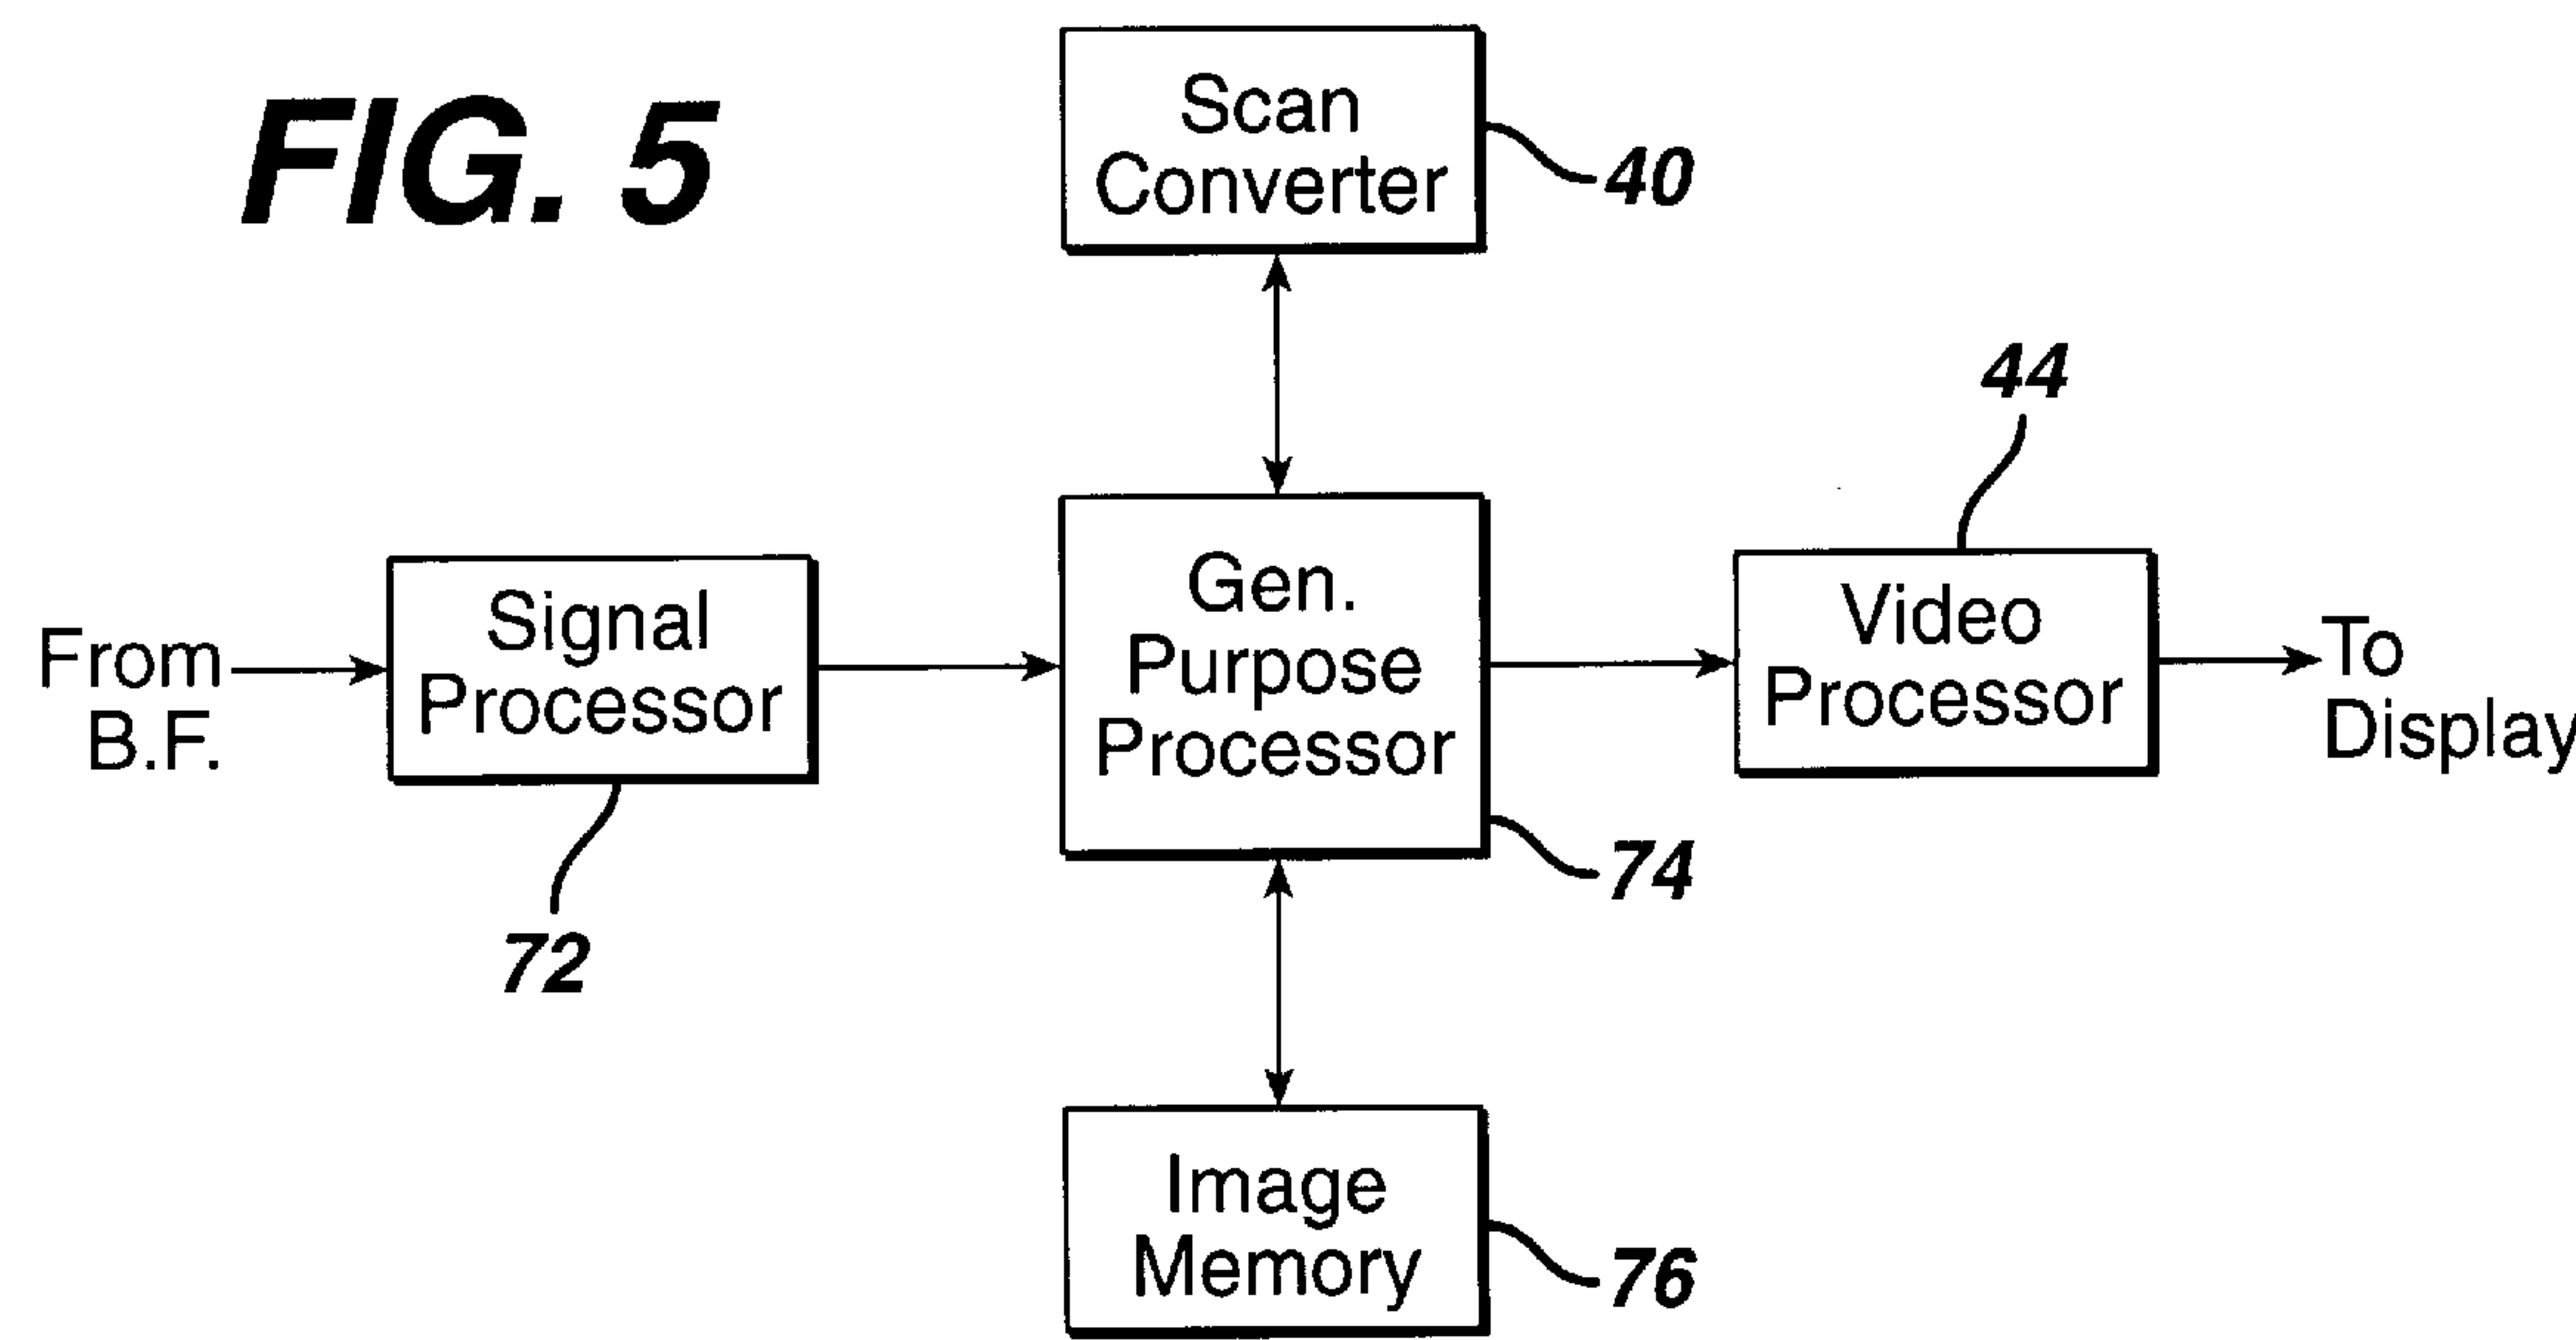 FIG. 5
Scan
Converter
40
44
From
B.F.
Signal
Processor
72
Gen.
Purpose
Processor
74
Video
Processor
To
Display
Image
Memory
76